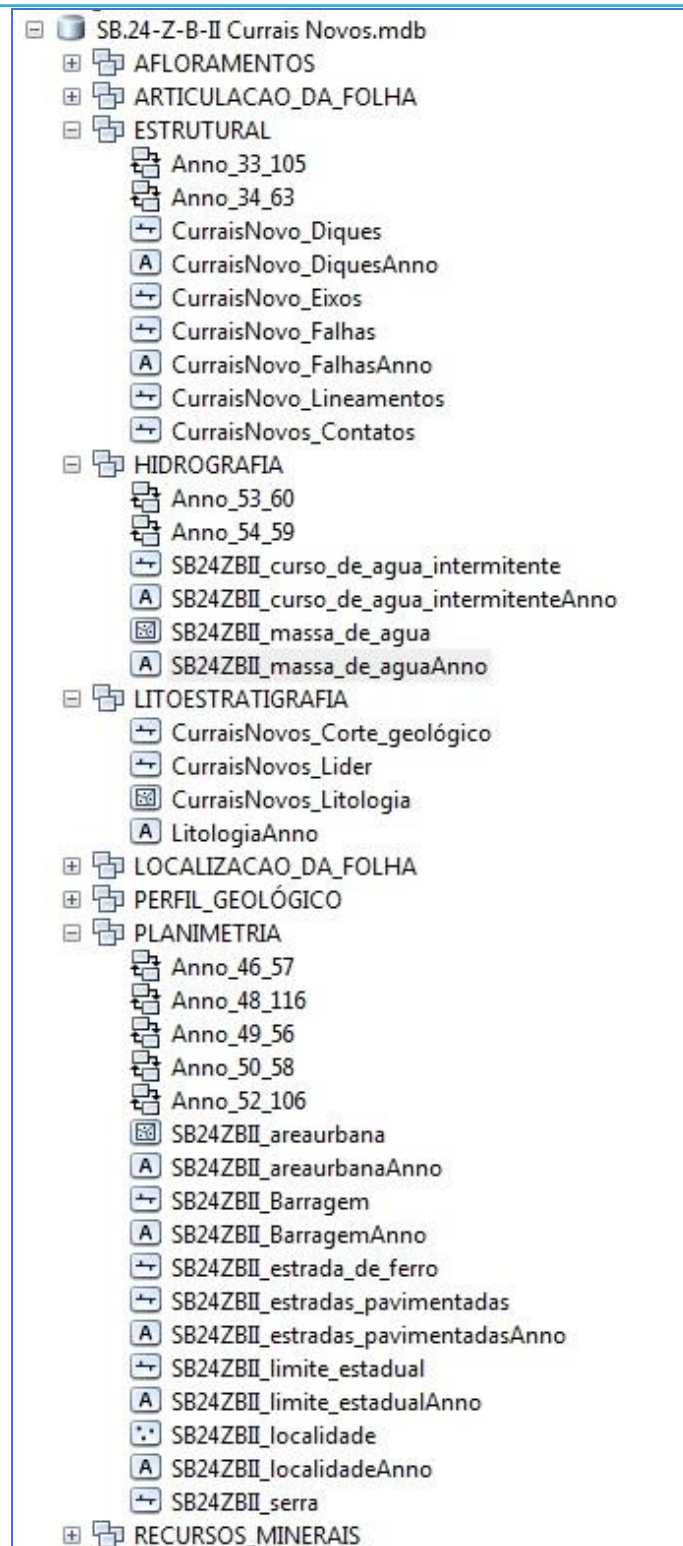 SB.24-Z-B-II Currais Novos.mdb
AFLORAMENTOS
ARTICULACAO_DA_FOLHA
ESTRUTURAL
Anno_33_105
Anno_34_63
CurraisNovo_Diques
A CurraisNovo_DiquesAnno
CurraisNovo_Eixos
CurraisNovo_Falhas
A CurraisNovo_FalhasAnno
CurraisNovo_Lineamentos
CurraisNovos_Contatos
HIDROGRAFIA
Anno_53_60
Anno_54_59
SB24ZBII_curso_de_agua_intermitente
A SB24ZBII_curso_de_agua_intermitenteAnno
SB24ZBII_massa_de_agua
A SB24ZBII_massa_de_aguaAnno
LITOESTRATIGRAFIA
CurraisNovos_Corte_geológico
CurraisNovos_Lider
CurraisNovos_Litologia
A LitologiaAnno
LOCALIZACAO_DA_FOLHA
PERFIL_GEOLÓGICO
PLANIMETRIA
Anno_46_57
Anno_48_116
Anno_49_56
Anno_50_58
Anno_52_106
SB24ZBII_areaurbana
A SB24ZBII_areaurbanaAnno
SB24ZBII_Barragem
A SB24ZBII_BarragemAnno
SB24ZBII_estrada_de_ferro
SB24ZBII_estradas_pavimentadas
A SB24ZBII_estradas_pavimentadasAnno
SB24ZBII_limite_estadual
A SB24ZBII_limite_estadualAnno
SB24ZBII_localidade
A SB24ZBII_localidadeAnno
SB24ZBII_serra
RECURSOS_MINERAIS